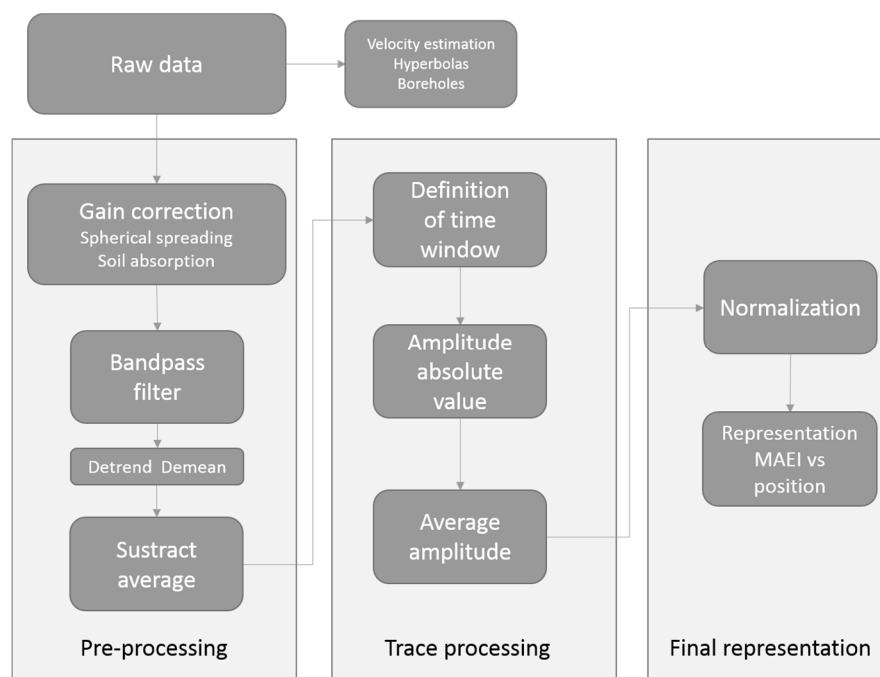 Raw data
Velocity estimation
Hyperbolas
Boreholes
Gain correction
Spherical spreading
Soil absorption
Bandpass
filter
Detrend Demean
Sustract
average
Pre-processing
Definition
of time
window
Amplitude
absolute
value
Average
amplitude
Trace processing
Normalization
Representation
MAEI vs
position
Final representation